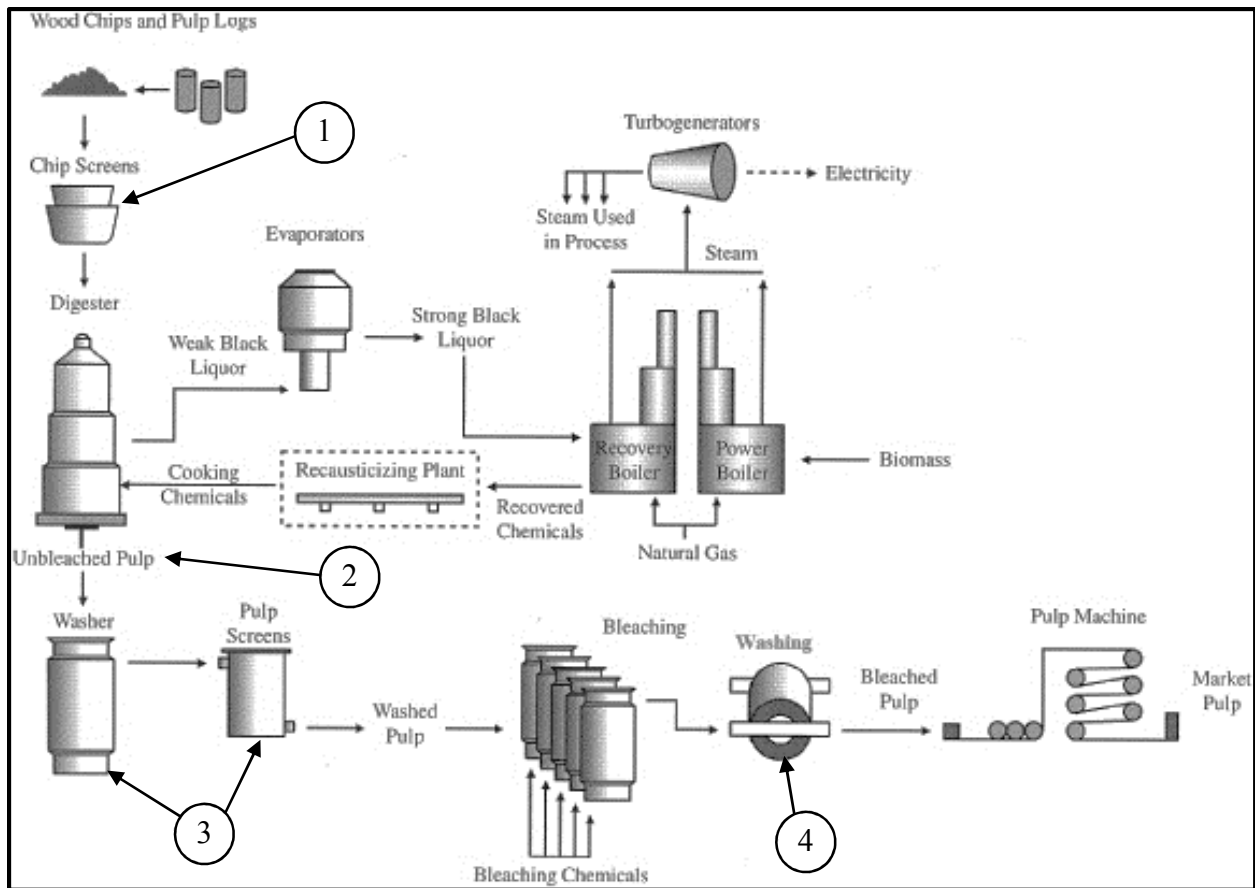 Wood Chips and Pulp Logs
1
Chip Screens
Turbogenerators
Electricity
Steam Used
in Process
Evaporators
Steam
Digester
Strong Black
Liquor
Weak Black
Liquor
Recovery
Boiler
Power
Boiler
Biomass
Cooking
Chemicals
Recausticizing Plant
Recovered
Chemicals
Natural Gas
Unbleached Pulp
2
Washer
Pulp
Screens
Bleaching
Washing
Pulp Machine
Washed
Pulp
Bleached
Pulp
Market
Pulp
3
4
Bleaching Chemicals